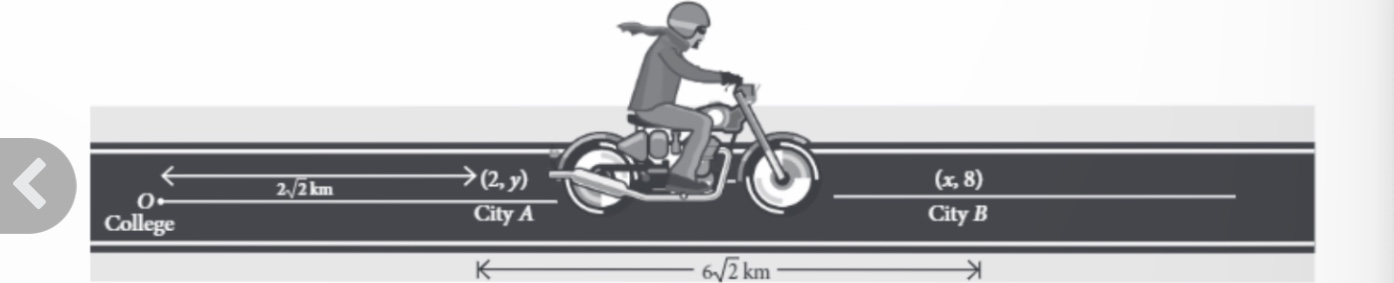 2√2 km
(2, y)
(x, 8)
O
College
City A
City B
6√2 km